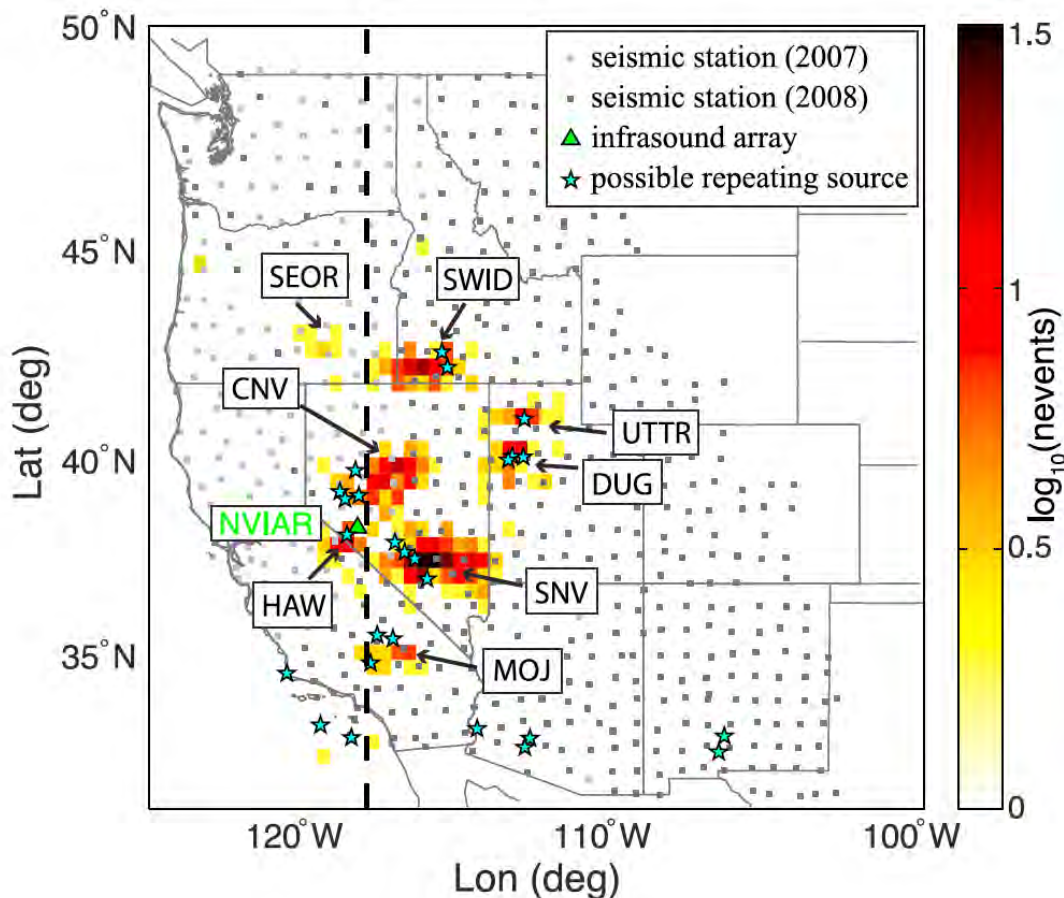 50°N
45°N
40°N
35°N
Lat (deg)
seismic station (2007)
seismic station (2008)
infrasound array
possible repeating source
SEOR
SWID
CNV
UTTR
DUG
NVIAR
HAW
SNV
MOJ
120°W
110°W
100°W
Lon (deg)
1.5
1
0.5
0
log10(nevents)